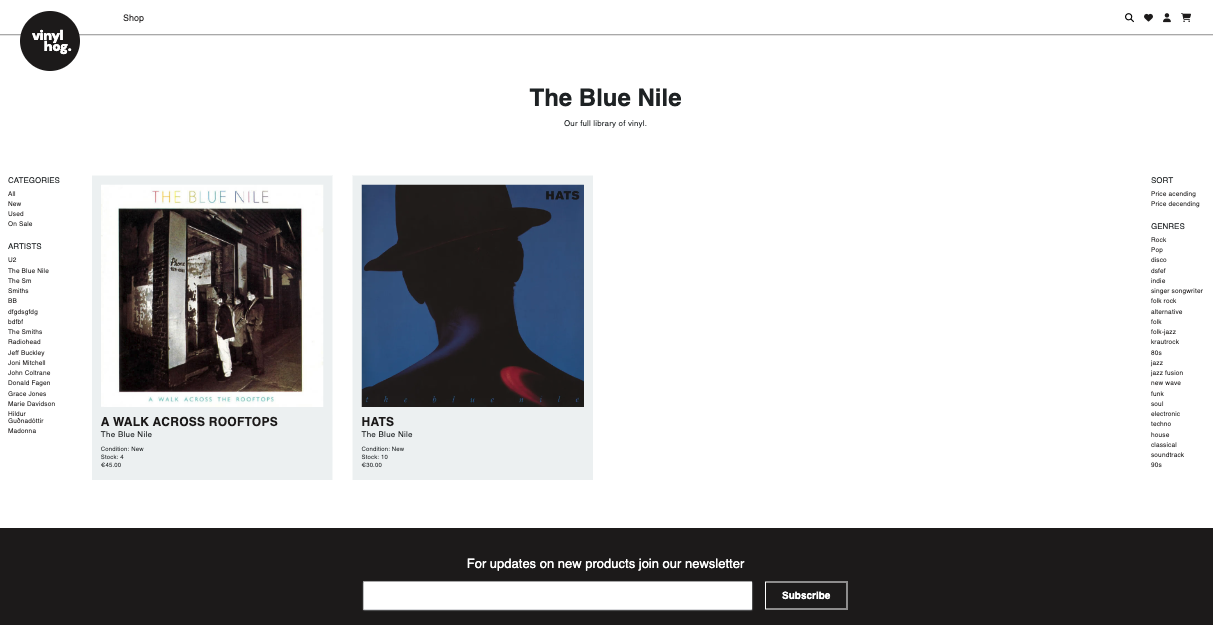 vinyl
hog.
Shop
The Blue Nile
Our full library of vinyl.
CATEGORIES
All
New
Used
On Sale
ARTISTS
U2
The Blue Nile
The Sm
Smiths
BB
dfgdsgfdg
bdfbf
The Smiths
Radiohead
Jeff Buckley
Joni Mitchell
John Coltrane
Donald Fagen
Grace Jones
Marie Davidson
Hildur
Guðnadóttir
Madonna
THE BLUE NILE
Phone
A WALK ACROSS THE ROOFTOPS
A WALK ACROSS ROOFTOPS
The Blue Nile
Condition: New
Stock: 4
€45.00
HATS
the blue nile
HATS
The Blue Nile
Condition: New
Stock: 10
€30.00
SORT
Price acending
Price decending
GENRES
Rock
Pop
disco
dsfef
indie
singer songwriter
folk rock
alternative
folk
folk-jazz
krautrock
80s
jazz
jazz fusion
new wave
funk
soul
electronic
techno
house
classical
soundtrack
90s
For updates on new products join our newsletter
Subscribe